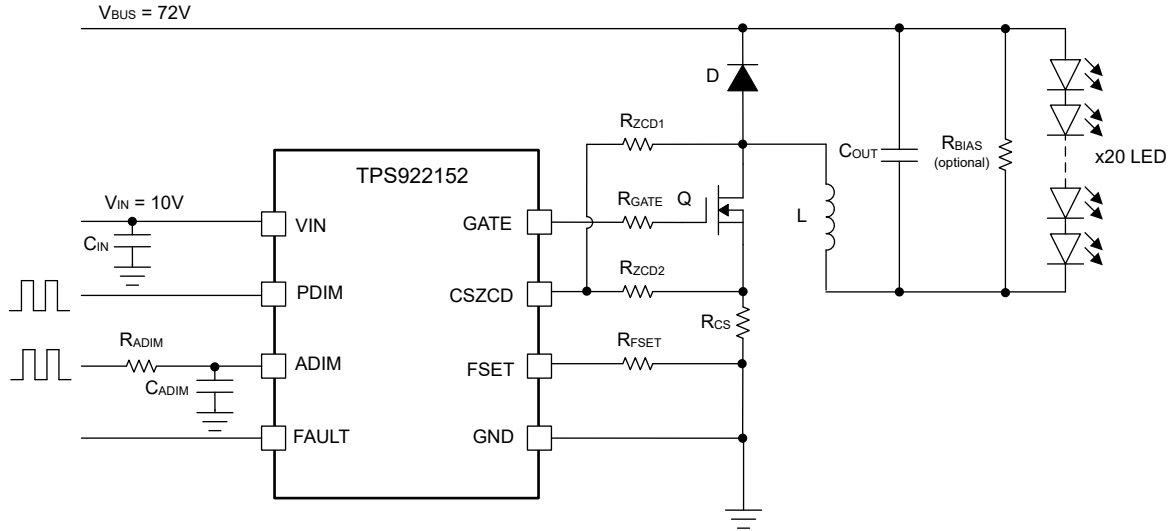 VBUS = 72V
D
RZCD1
COUT
RBIAS
(optional)
x20 LED
TPS922152
VIN = 10V
CIN
VIN
GATE
RGATE
Q
L
PDIM
CSZCD
RZCD2
RCS
RADIM
CADIM
ADIM
FSET
RFSET
FAULT
GND